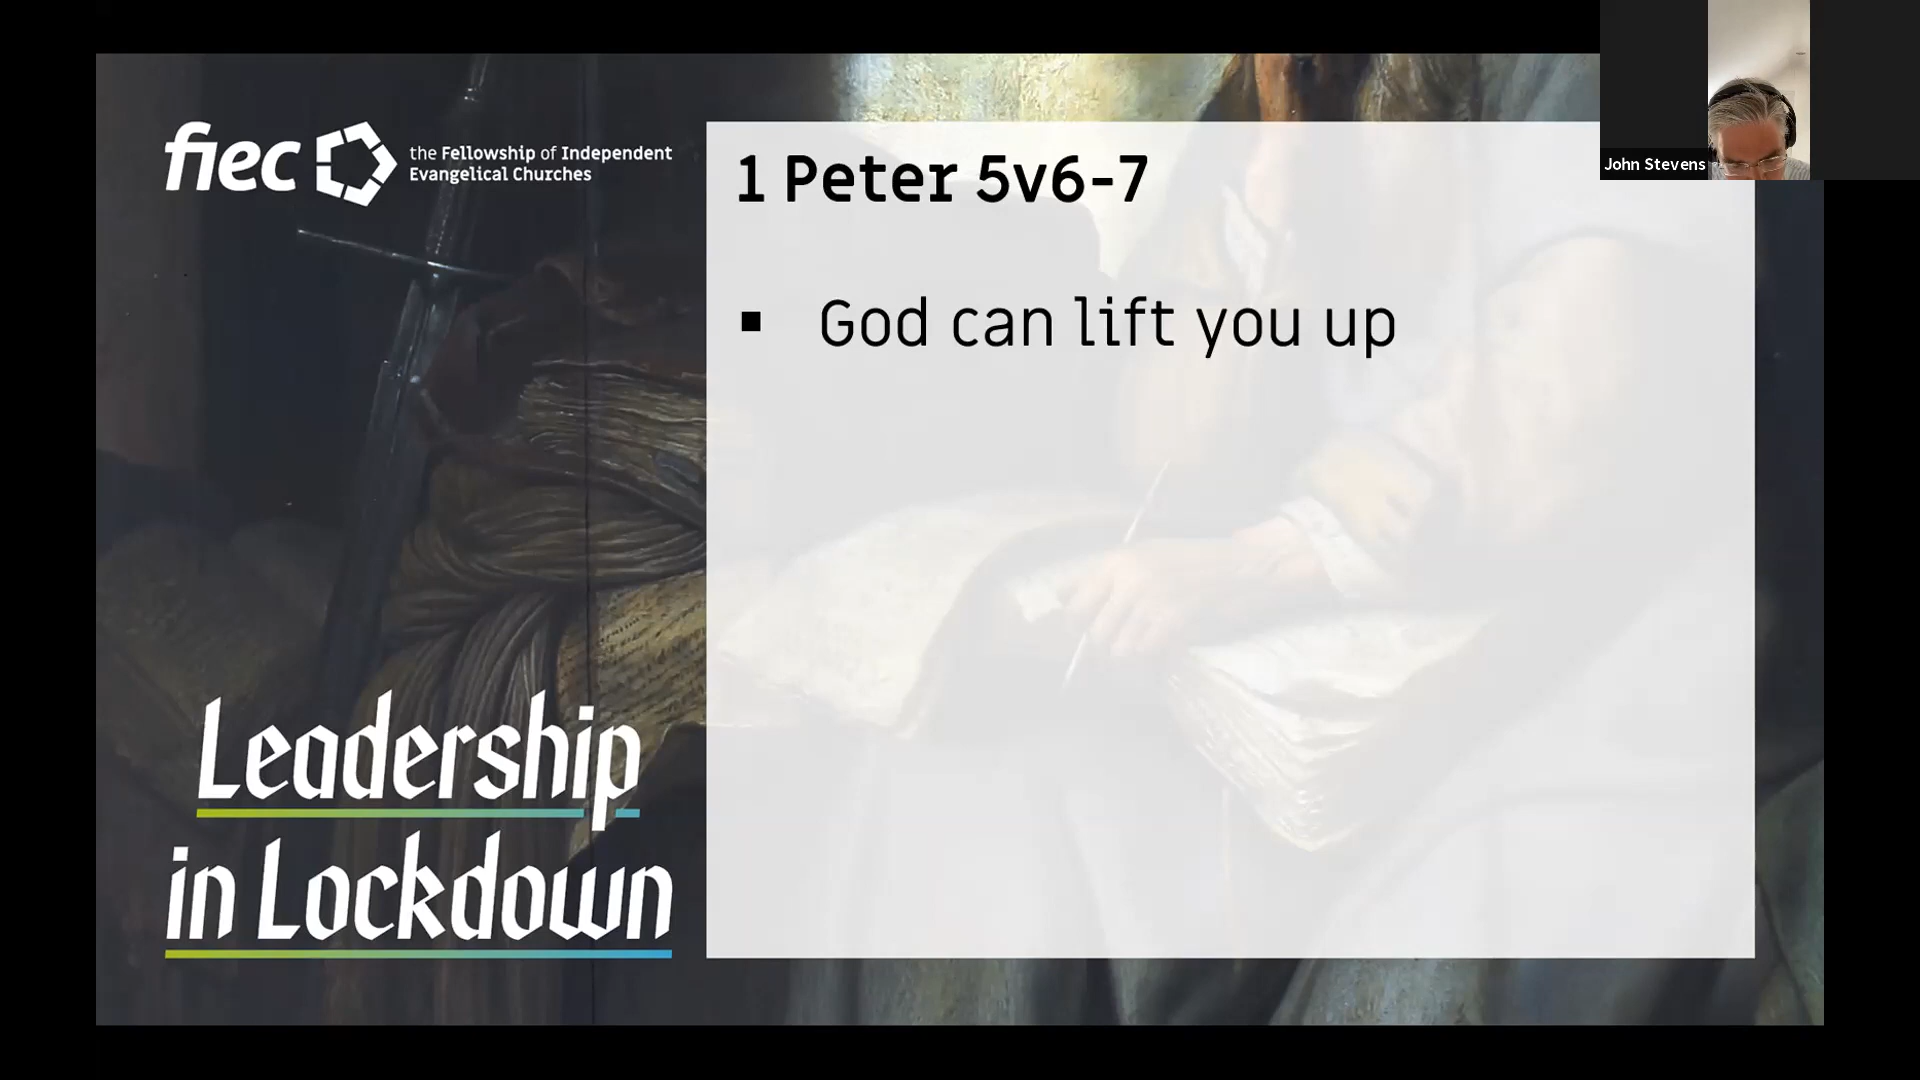 fiec
the Fellowship of Independent
Evangelical Churches
1 Peter 5v6-7
▪ God can lift you up
Leadership
in Lockdown
John Stevens